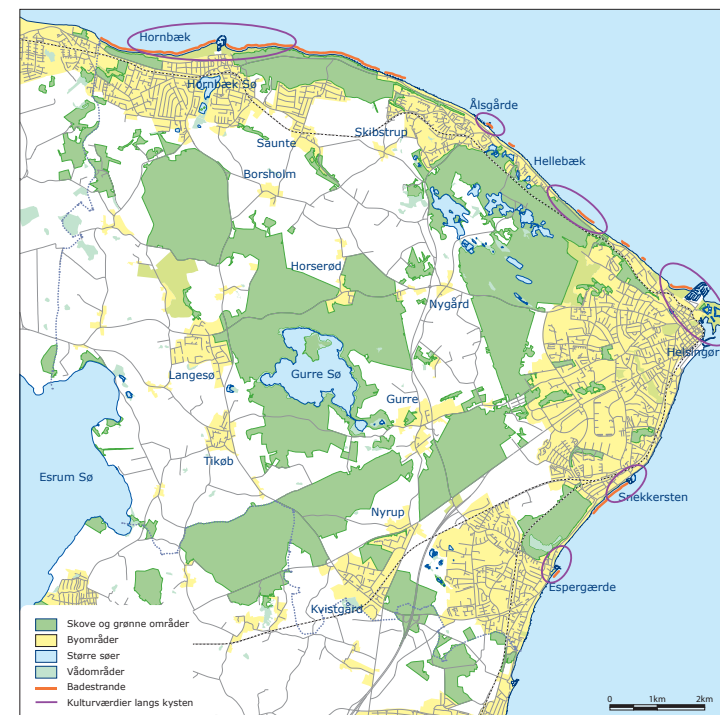 Hornbæk
Hornbæk Sø
Ålsgårde
Skibstrup
Saunte
Hellebæk
Borsholm
Horserød
Nygård
Helsingør
Langesø
Gurre Sø
Gurre
Tikøb
Esrum Sø
Snekkersten
Nyrup
Espergærde
Kvistgård
Skove og grønne områder
Byområder
Større søer
Vådområder
Badestrande
Kulturværdier langs kysten
0 1km 2km